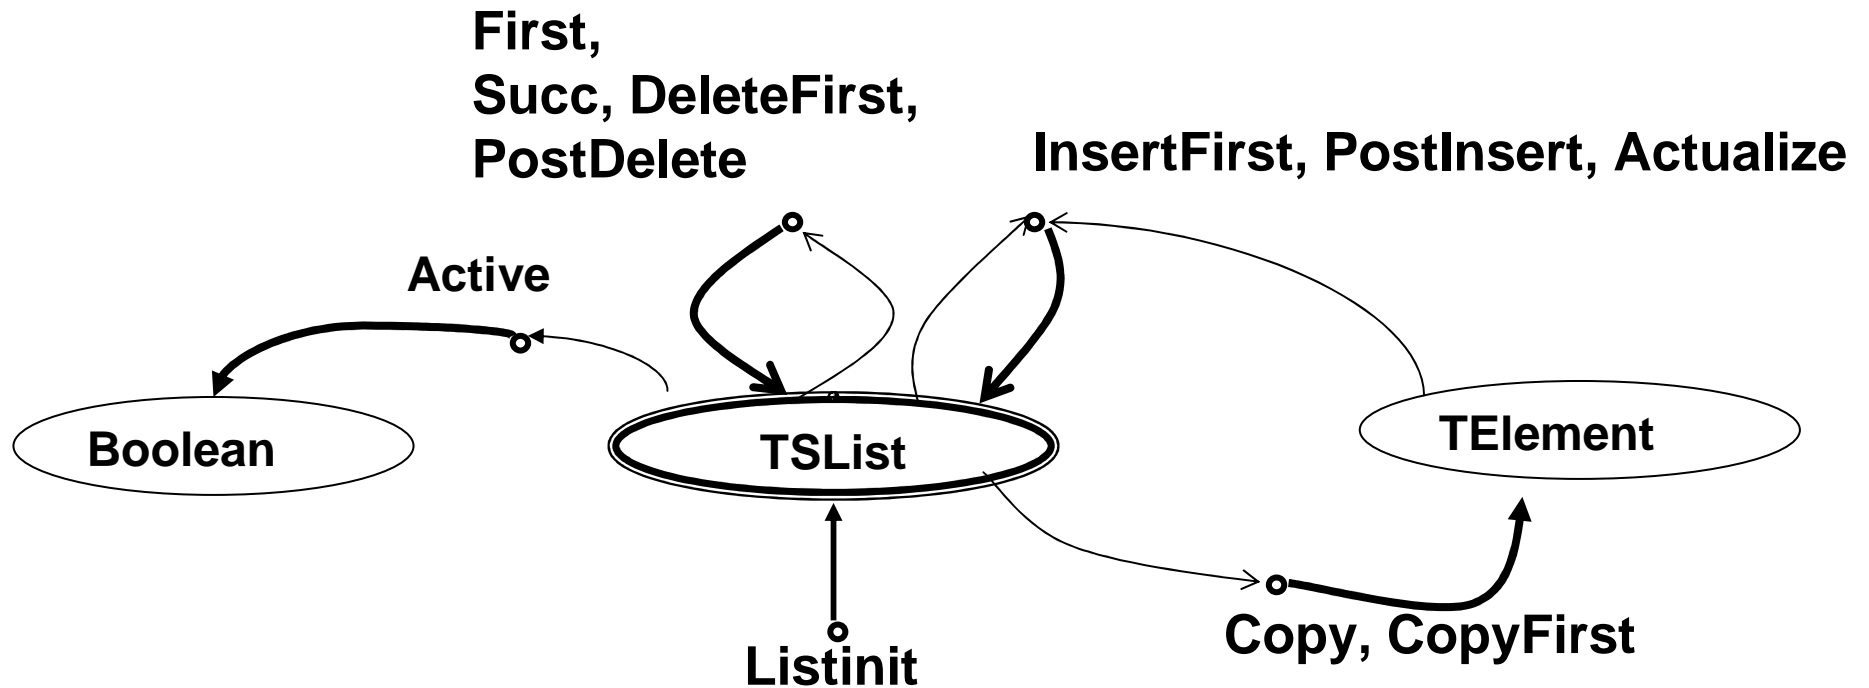 First,
Succ, DeleteFirst,
PostDelete
InsertFirst, PostInsert, Actualize
Active
Boolean
TSList
TElement
Copy, CopyFirst
Listinit